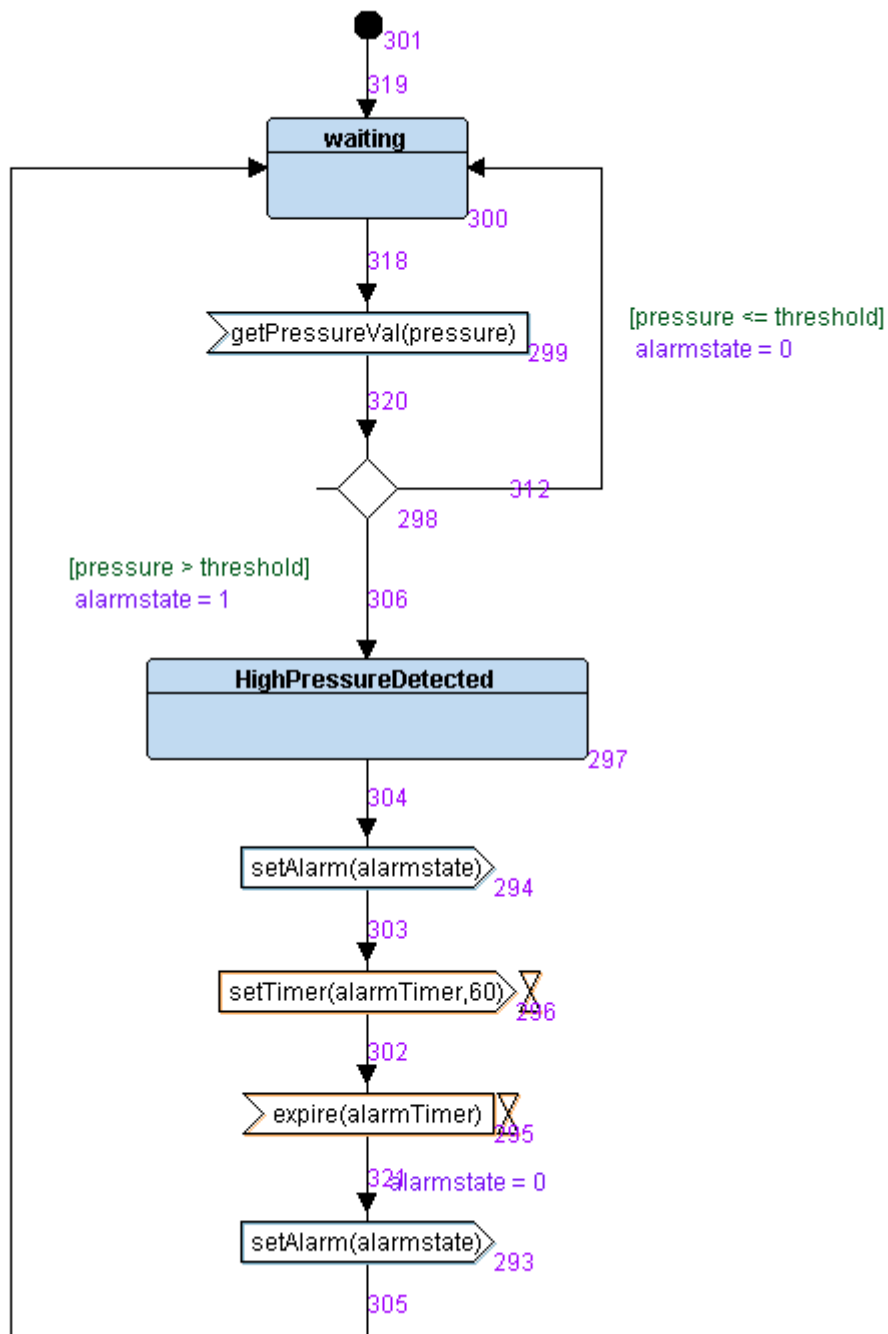 301
319
waiting
300
318
getPressureVal(pressure)
299
[pressure <= threshold]
alarmstate = 0
320
312
298
[pressure > threshold]
alarmstate = 1
306
HighPressureDetected
297
304
setAlarm(alarmstate)
294
303
setTimer(alarmTimer,60)
296
302
expire(alarmTimer)
295
321
alarmstate = 0
setAlarm(alarmstate)
293
305